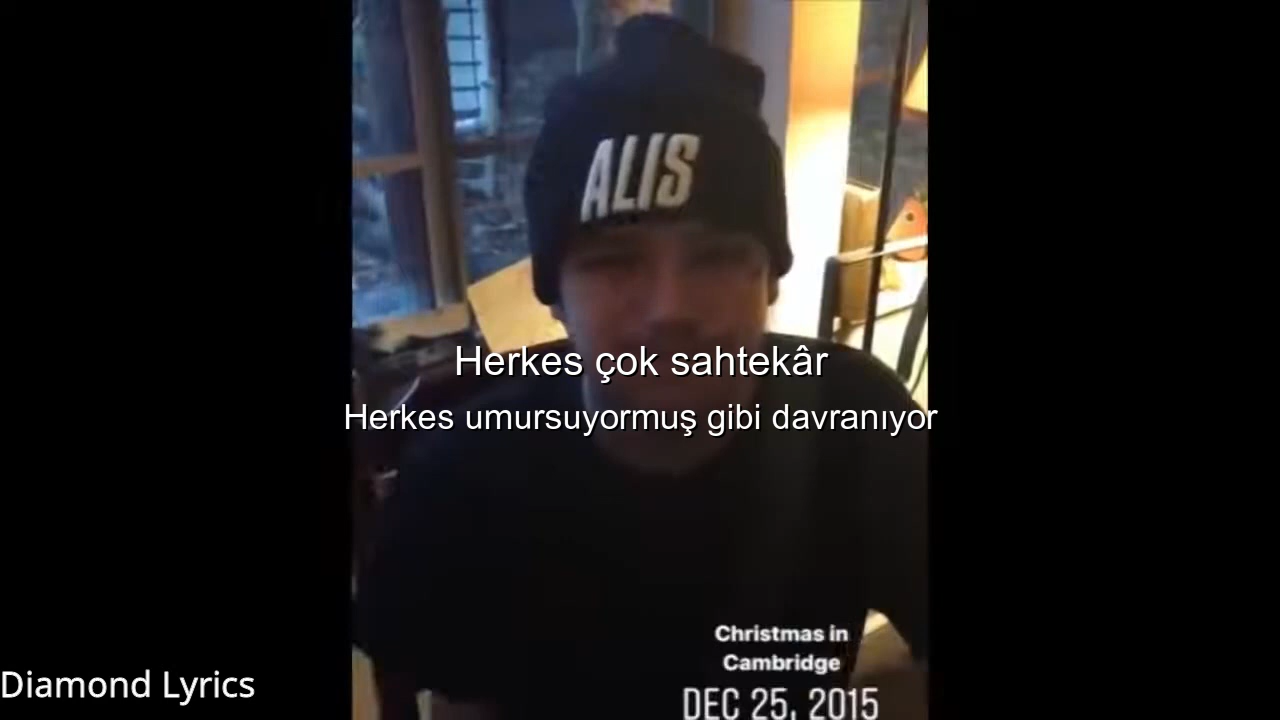 ALIS
Herkes çok sahtekâr
Herkes umursuyormuş gibi davranıyor
Christmas in
Cambridge
DEC 25, 2015
Diamond Lyrics